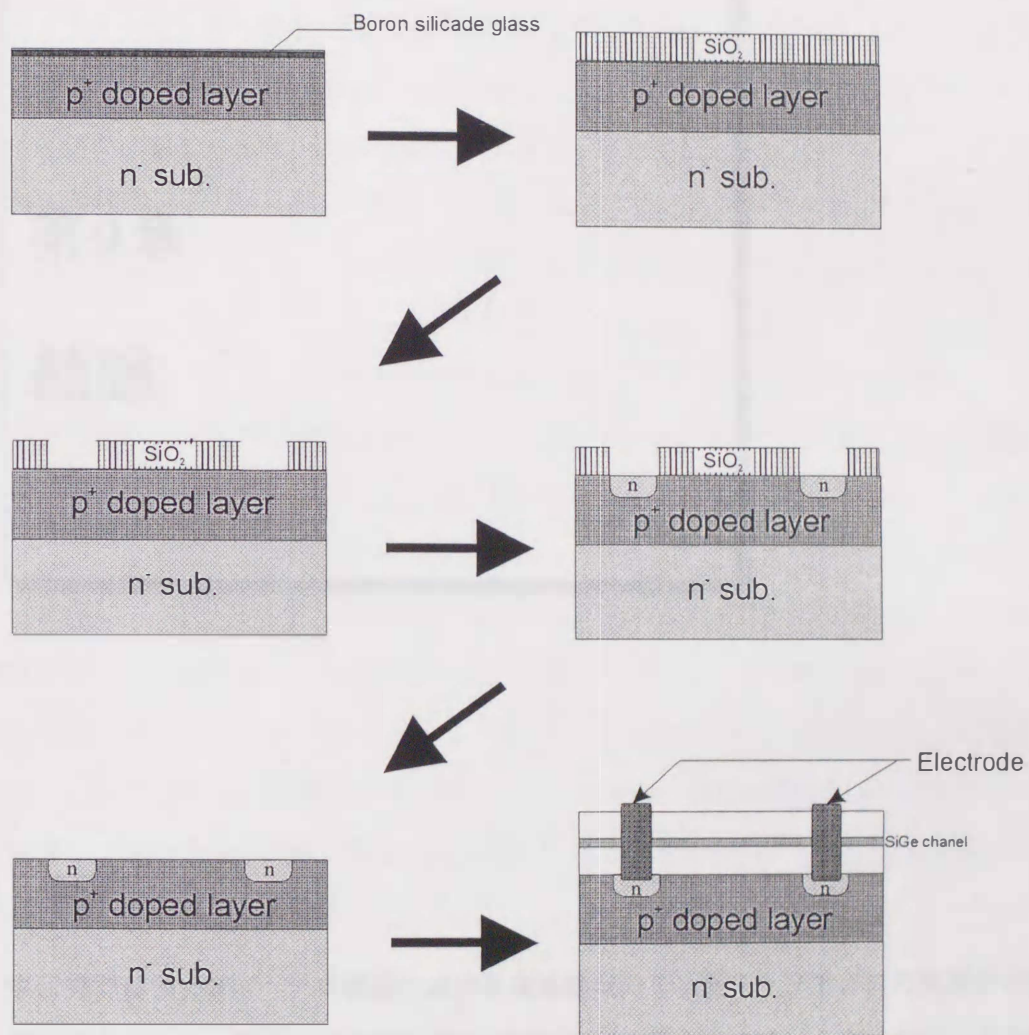 Boron silicade glass
p⁺ doped layer
n⁻ sub.
SiO₂
p⁺ doped layer
n⁻ sub.
SiO₂
p⁺ doped layer
n⁻ sub.
SiO₂
n
n
p⁺ doped layer
n⁻ sub.
Electrode
n
n
p⁺ doped layer
n⁻ sub.
SiGe chanel
n
n
p⁺ doped layer
n⁻ sub.